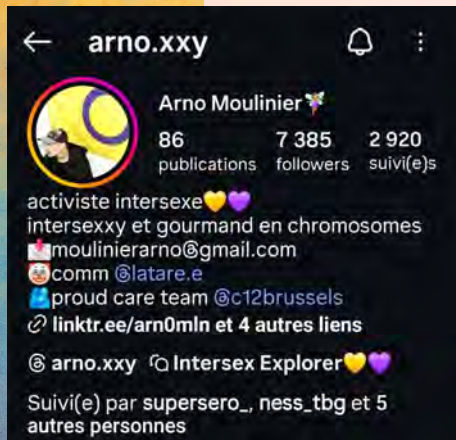 arno.xxy
Arno Moulinier🧚
86 7 385 2 920
publications followers suivi(e)s
activiste intersexe💛💜
intersexxy et gourmand en chromosomes
📩moulinierarno@gmail.com
🤡comm @latare.e
🫂proud care team @c12brussels
linktr.ee/arn0mln et 4 autres liens
arno.xxy Intersex Explorer💛💜
Suivi(e) par supersero_, ness_tbg et 5
autres personnes